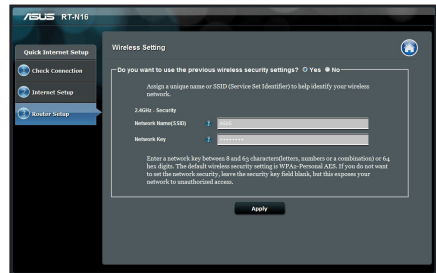 ASUS RT-N16
Quick Internet Setup
Check Connection
Internet Setup
Router Setup
Wireless Setting
Do you want to use the previous wireless security settings? Yes No
Assign a unique name or SSID (Service Set Identifier) to help identify your wireless
network.
2.4GHz - Security
Network Name(SSID) ?
Network Key ? ********
Enter a network key between 8 and 63 characters(letters, numbers or a combination) or 64
hex digits. The default wireless security setting is WPA2-Personal AES. If you do not want
to set the network security, leave the security key field blank, but this exposes your
network to unauthorized access.
Apply